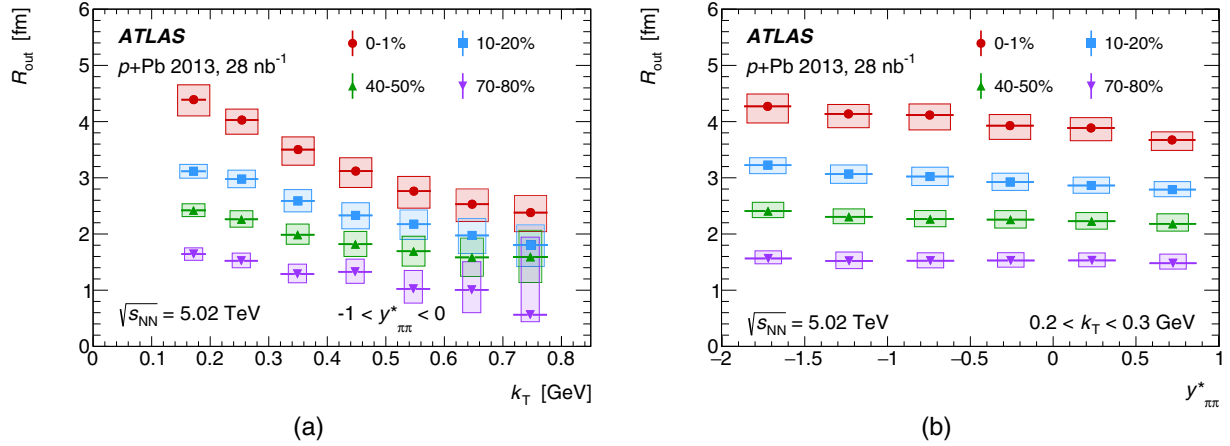 R_out [fm]
6
5
4
3
2
1
0
ATLAS
p+Pb 2013, 28 nb⁻¹
0-1%
10-20%
40-50%
70-80%
√s_NN = 5.02 TeV
-1 < y*_ππ < 0
0 0.1 0.2 0.3 0.4 0.5 0.6 0.7 0.8
k_T [GeV]
(a)
R_out [fm]
6
5
4
3
2
1
0
ATLAS
p+Pb 2013, 28 nb⁻¹
0-1%
10-20%
40-50%
70-80%
√s_NN = 5.02 TeV
0.2 < k_T < 0.3 GeV
−2 −1.5 −1 −0.5 0 0.5 1
y*_ππ
(b)